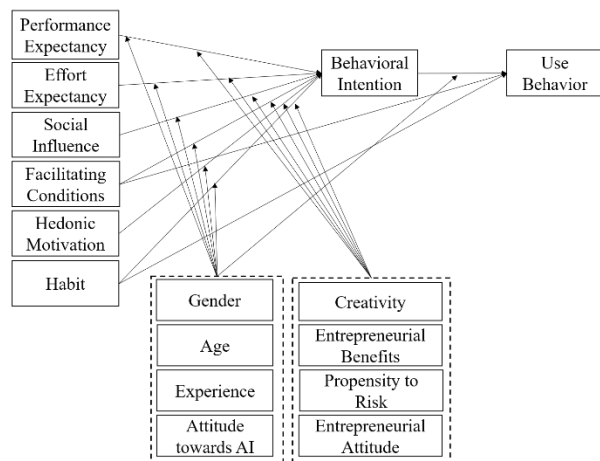 Performance
Expectancy
Effort
Expectancy
Social
Influence
Facilitating
Conditions
Hedonic
Motivation
Habit
Behavioral
Intention
Use
Behavior
Gender
Age
Experience
Attitude
towards AI
Creativity
Entrepreneurial
Benefits
Propensity to
Risk
Entrepreneurial
Attitude